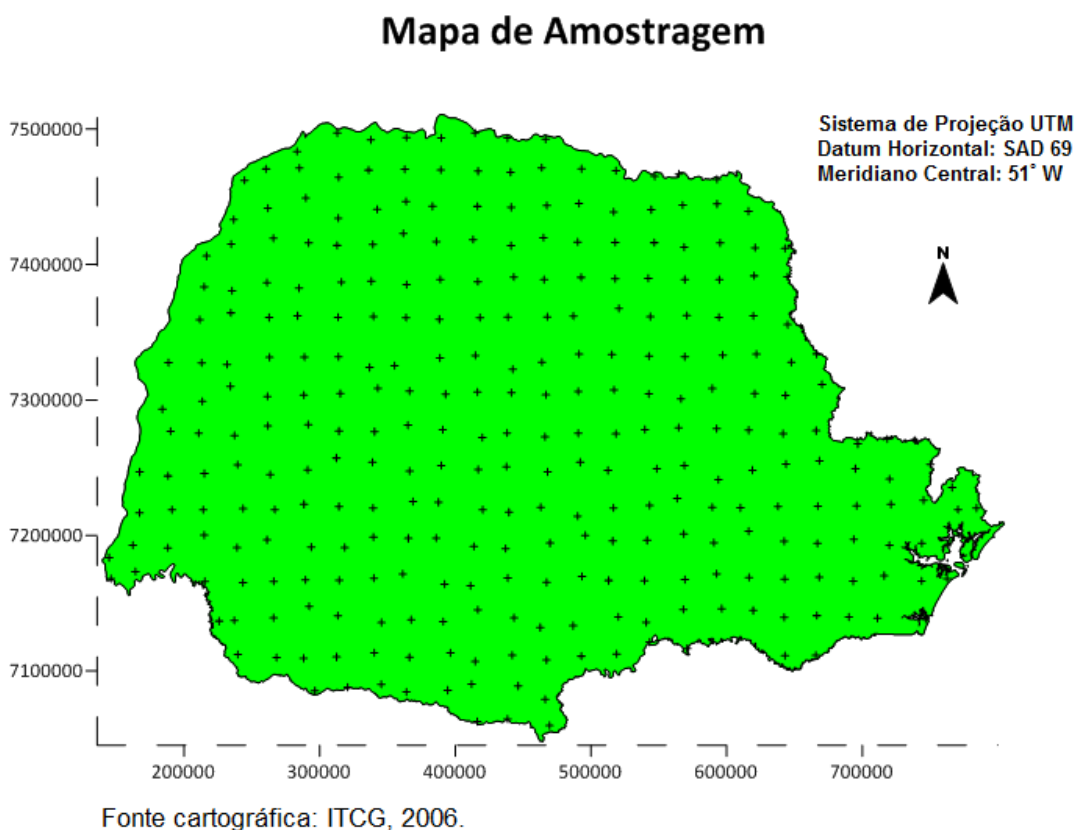 Mapa de Amostragem
Sistema de Projeção UTM
Datum Horizontal: SAD 69
Meridiano Central: 51° W
N
7500000
7400000
7300000
7200000
7100000
200000 300000 400000 500000 600000 700000
Fonte cartográfica: ITCG, 2006.